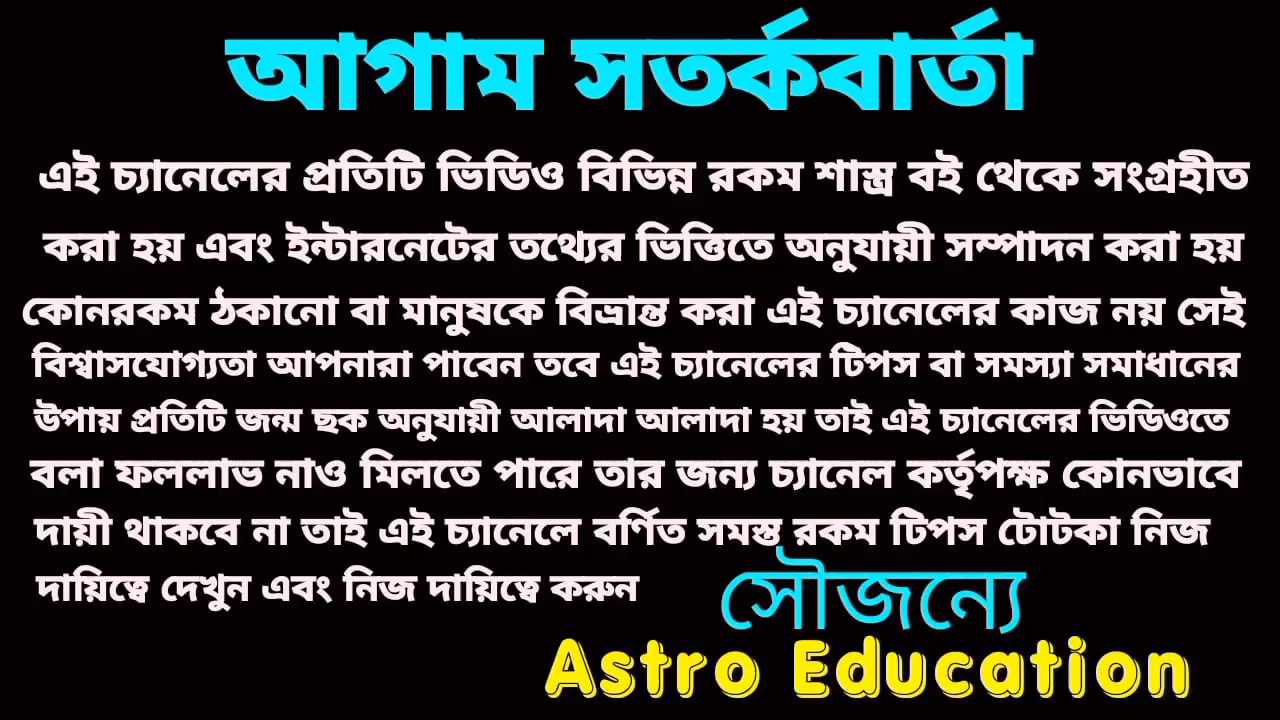 আগাম সতর্কবার্তা
এই চ্যানেলের প্রতিটি ভিডিও বিভিন্ন রকম শাস্ত্র বই থেকে সংগ্রহীত
করা হয় এবং ইন্টারনেটের তথ্যের ভিত্তিতে অনুযায়ী সম্পাদন করা হয়
কোনরকম ঠকানো বা মানুষকে বিভ্রান্ত করা এই চ্যানেলের কাজ নয় সেই
বিশ্বাসযোগ্যতা আপনারা পাবেন তবে এই চ্যানেলের টিপস বা সমস্যা সমাধানের
উপায় প্রতিটি জন্ম ছক অনুযায়ী আলাদা আলাদা হয় তাই এই চ্যানেলের ভিডিওতে
বলা ফললাভ নাও মিলতে পারে তার জন্য চ্যানেল কর্তৃপক্ষ কোনভাবে
দায়ী থাকবে না তাই এই চ্যানেলে বর্ণিত সমস্ত রকম টিপস টোটকা নিজ
দায়িত্বে দেখুন এবং নিজ দায়িত্বে করুন
সৌজন্যে
Astro Education